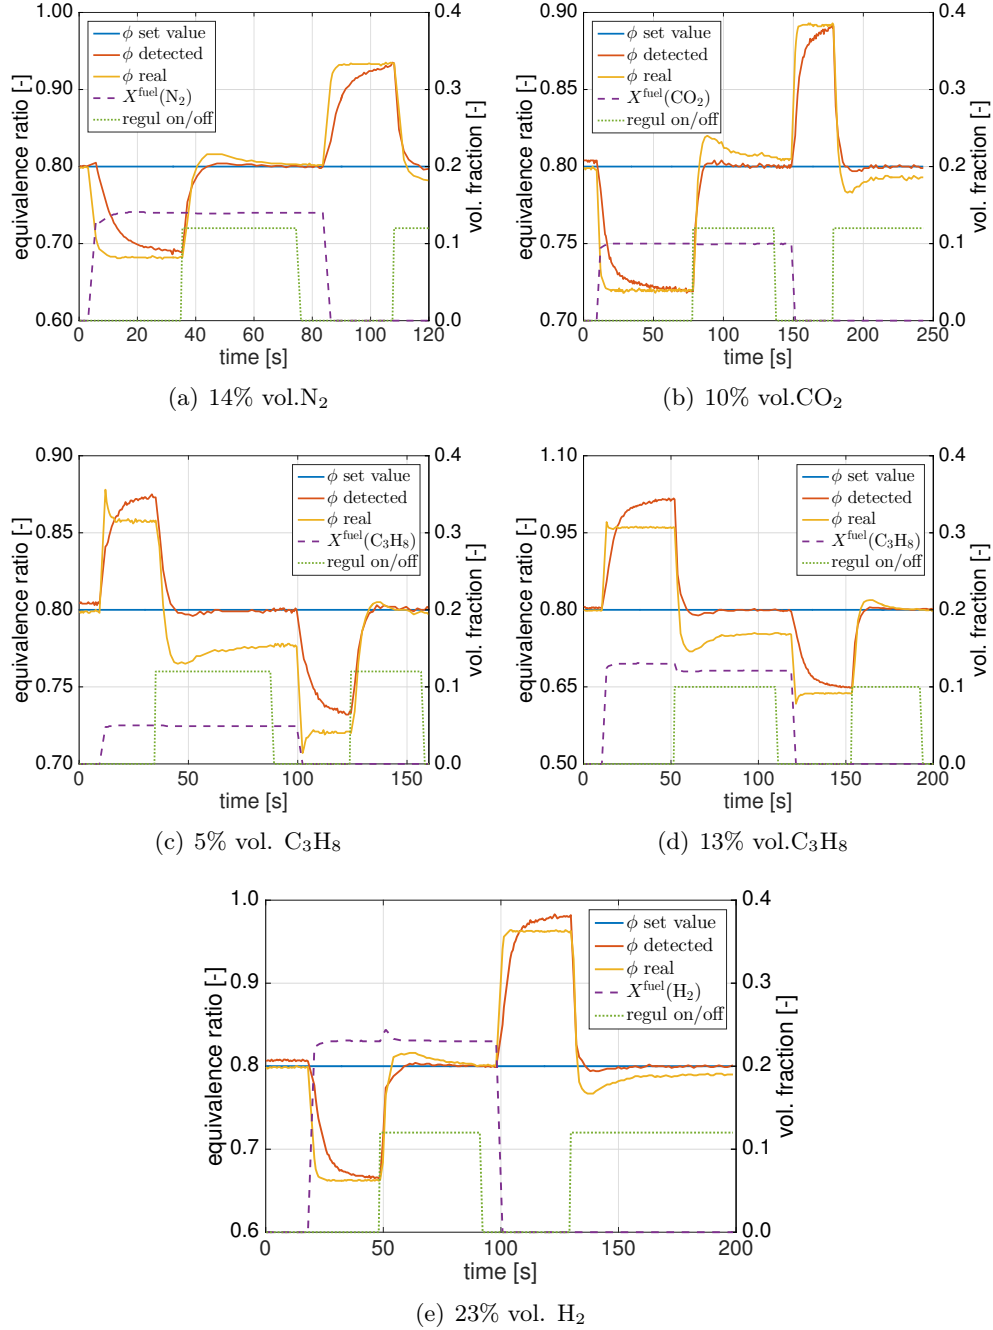 1.00
0.90
0.80
0.70
0.60
0.4
0.3
0.2
0.1
0.0
equivalence ratio [-]
vol. fraction [-]
ϕ set value
ϕ detected
ϕ real
X^fuel(N₂)
regul on/off
0 20 40 60 80 100 120
time [s]
(a) 14% vol.N₂
0.90
0.85
0.80
0.75
0.70
0.4
0.3
0.2
0.1
0.0
equivalence ratio [-]
vol. fraction [-]
ϕ set value
ϕ detected
ϕ real
X^fuel(CO₂)
regul on/off
0 50 100 150 200 250
time [s]
(b) 10% vol.CO₂
0.90
0.85
0.80
0.75
0.70
0.4
0.3
0.2
0.1
0.0
equivalence ratio [-]
vol. fraction [-]
ϕ set value
ϕ detected
ϕ real
X^fuel(C₃H₈)
regul on/off
0 50 100 150
time [s]
(c) 5% vol. C₃H₈
1.10
0.95
0.80
0.65
0.50
0.4
0.3
0.2
0.1
0.0
equivalence ratio [-]
vol. fraction [-]
ϕ set value
ϕ detected
ϕ real
X^fuel(C₃H₈)
regul on/off
0 50 100 150 200
time [s]
(d) 13% vol.C₃H₈
1.0
0.9
0.8
0.7
0.6
0.4
0.3
0.2
0.1
0.0
equivalence ratio [-]
vol. fraction [-]
ϕ set value
ϕ detected
ϕ real
X^fuel(H₂)
regul on/off
0 50 100 150 200
time [s]
(e) 23% vol. H₂